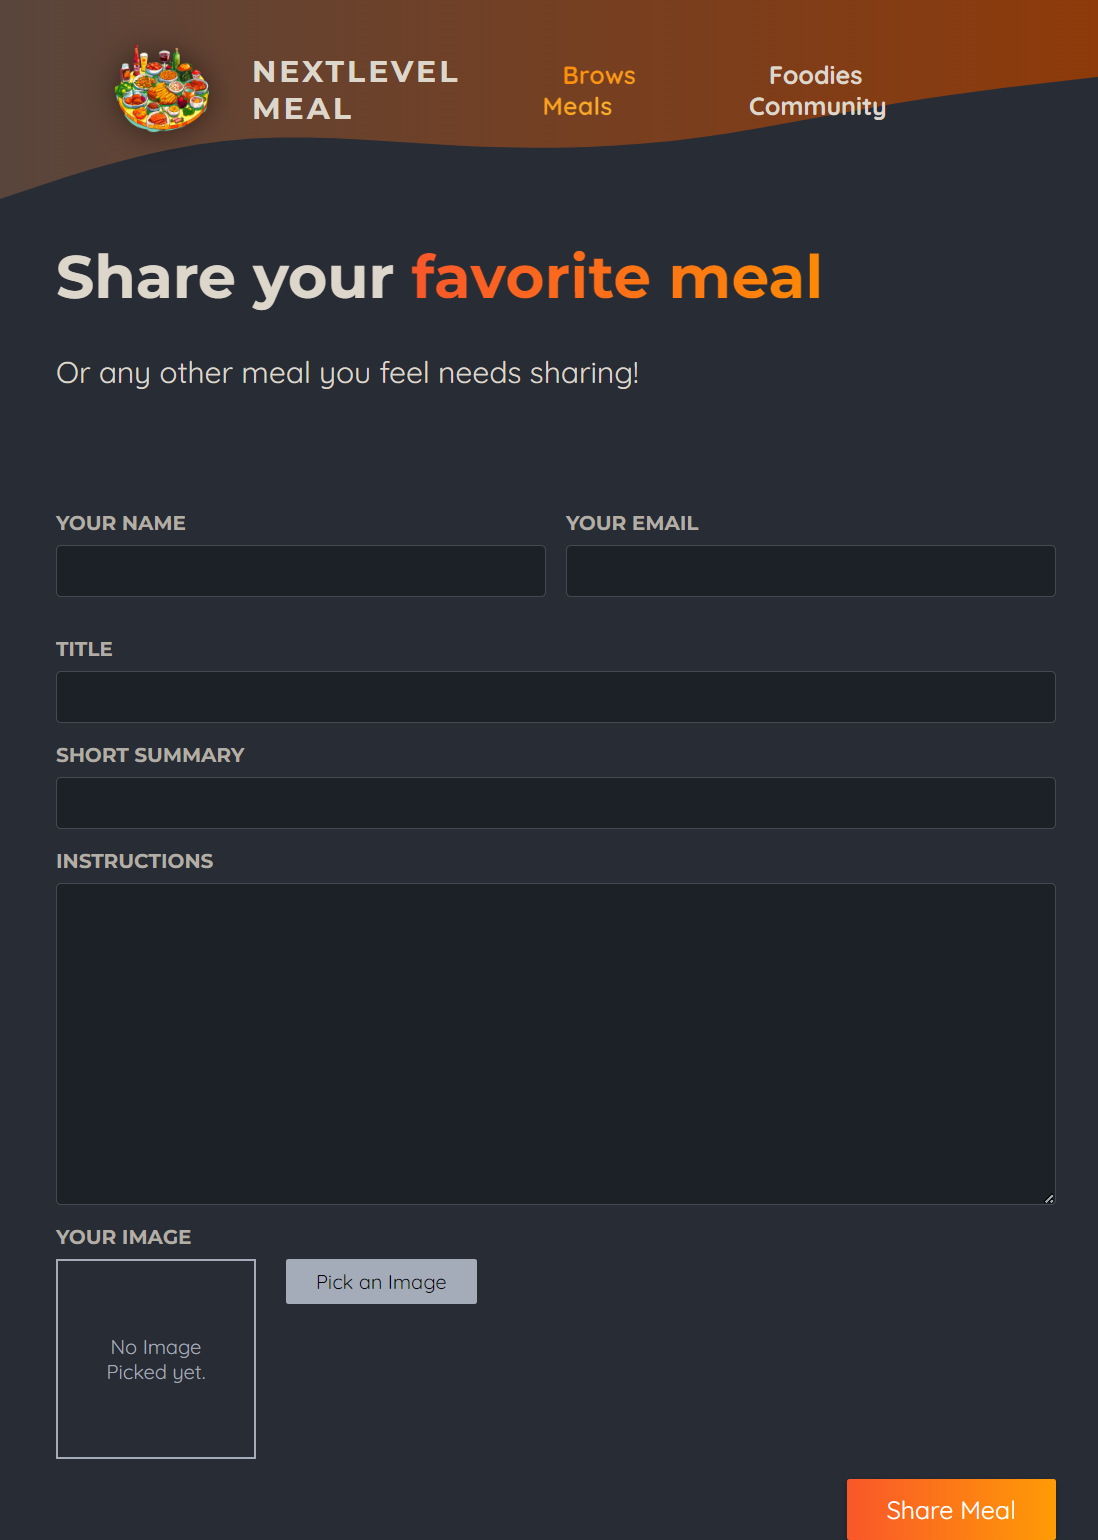 NEXTLEVEL
MEAL
Brows
Meals
Foodies
Community
Share your favorite meal
Or any other meal you feel needs sharing!
YOUR NAME
YOUR EMAIL
TITLE
SHORT SUMMARY
INSTRUCTIONS
YOUR IMAGE
Pick an Image
No Image
Picked yet.
Share Meal